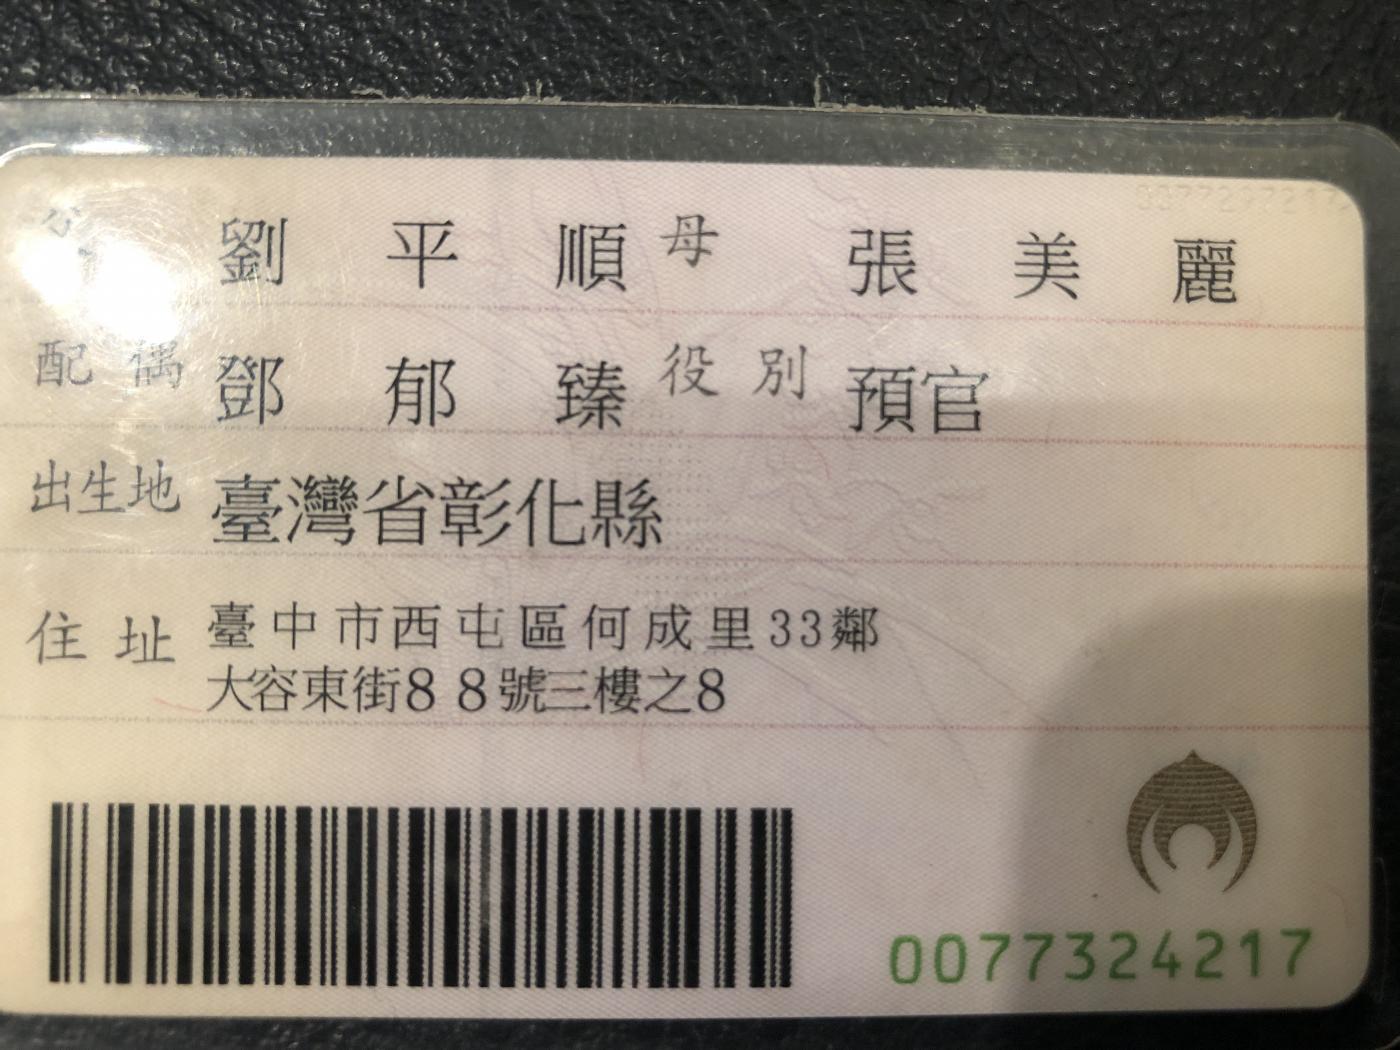 劉平順 母 張美麗
配偶 鄧郁臻 役別 預官
出生地 臺灣省彰化縣
住址 臺中市西屯區何成里33鄰
大容東街88號三樓之8
0077324217